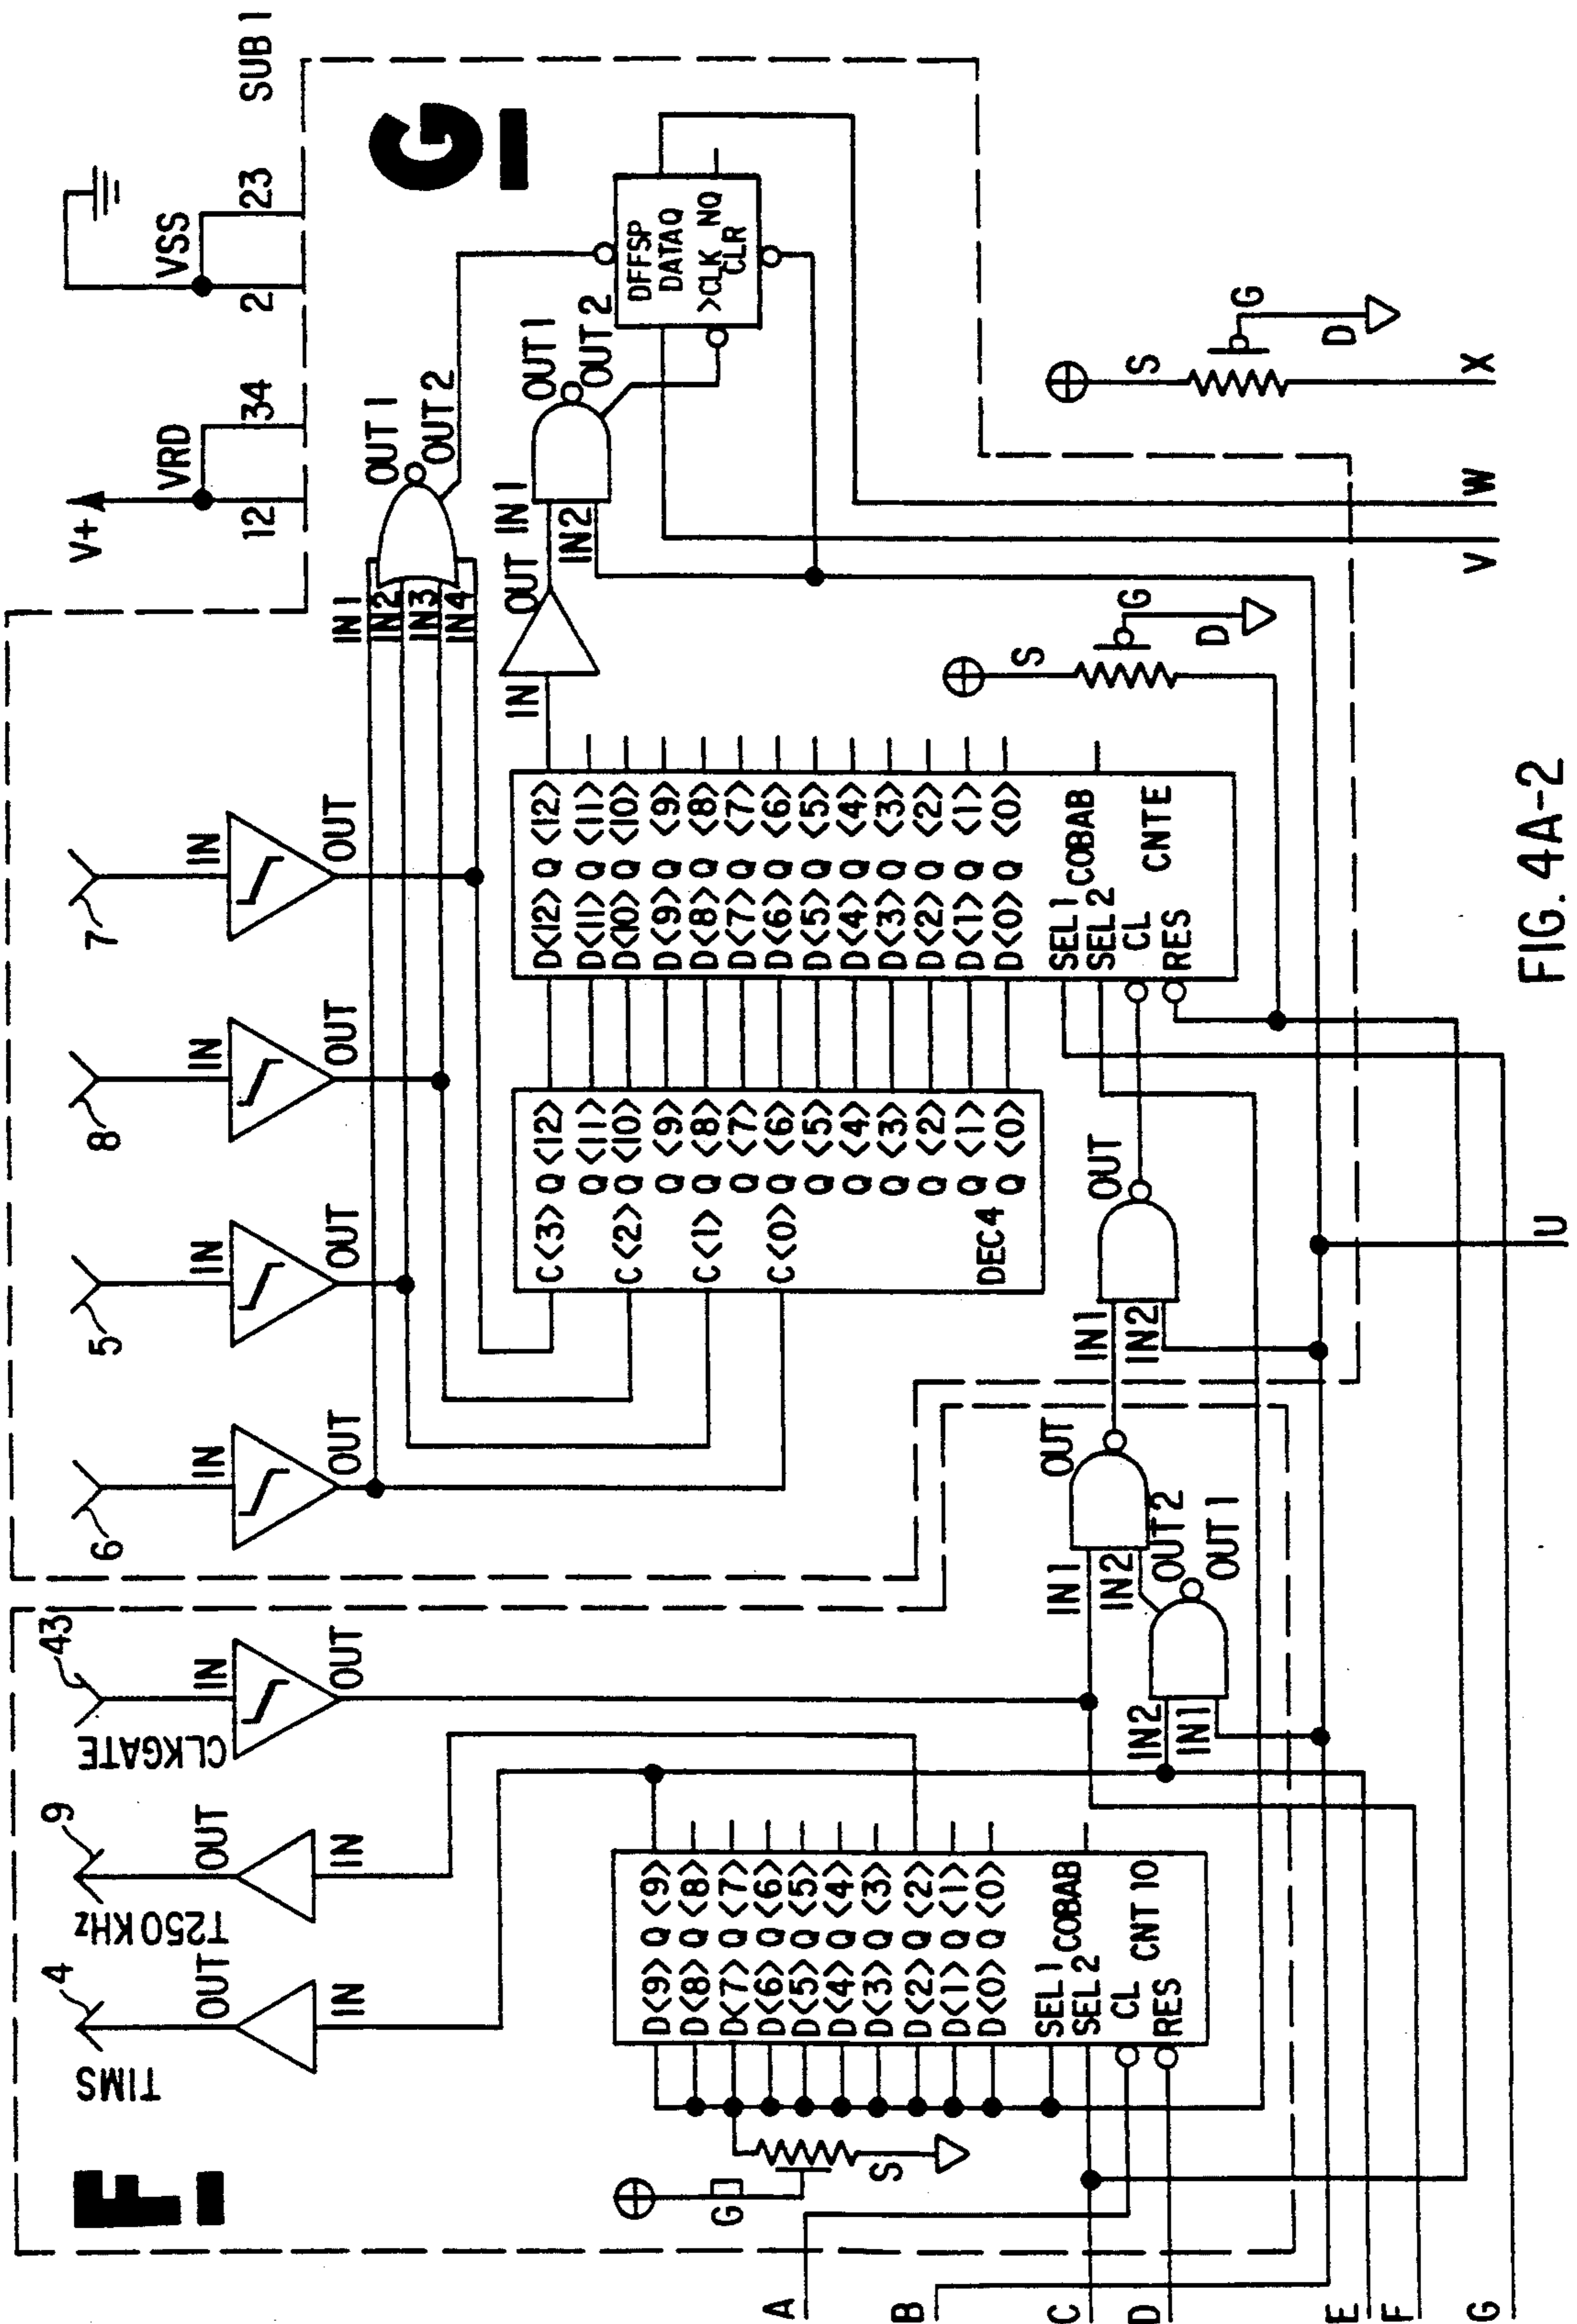 F
TIMS
4
T250KHz
9
CLKGATE
43
OUT
IN
OUT
IN
IN
OUT
G
S
D<9> Q <9>
D<8> Q <8>
D<7> Q <7>
D<6> Q <6>
D<5> Q <5>
D<4> Q <4>
D<3> Q <3>
D<2> Q <2>
D<1> Q <1>
D<0> Q <0>
SEL1
SEL2 COBAB
CL
RES
CNT 10
A
B
C
D
E
F
G
IN2
IN1
OUT2
OUT1
IN1
IN2
OUT
IN1
IN2
OUT
6
IN
OUT
5
IN
OUT
8
IN
OUT
7
IN
OUT
C<3> Q <12>
Q <11>
C<2> Q <10>
Q <9>
C<1> Q <8>
Q <7>
C<0> Q <6>
Q <5>
Q <4>
Q <3>
Q <2>
Q <1>
DEC4 Q <0>
D<12> Q <12>
D<11> Q <11>
D<10> Q <10>
D<9> Q <9>
D<8> Q <8>
D<7> Q <7>
D<6> Q <6>
D<5> Q <5>
D<4> Q <4>
D<3> Q <3>
D<2> Q <2>
D<1> Q <1>
D<0> Q <0>
SEL1
SEL2 COBAB
CL
RES
CNTE
IN
OUT
IN1
IN2
OUT1
OUT2
IN1
IN2
IN3
IN4
OUT1
OUT2
V+
VRD
12
34
VSS
2
23
SUB1
G
DFFSP
DATAQ
>CLK NQ
CLR
S
G
D
S
G
D
U
V
W
X
FIG. 4A-2